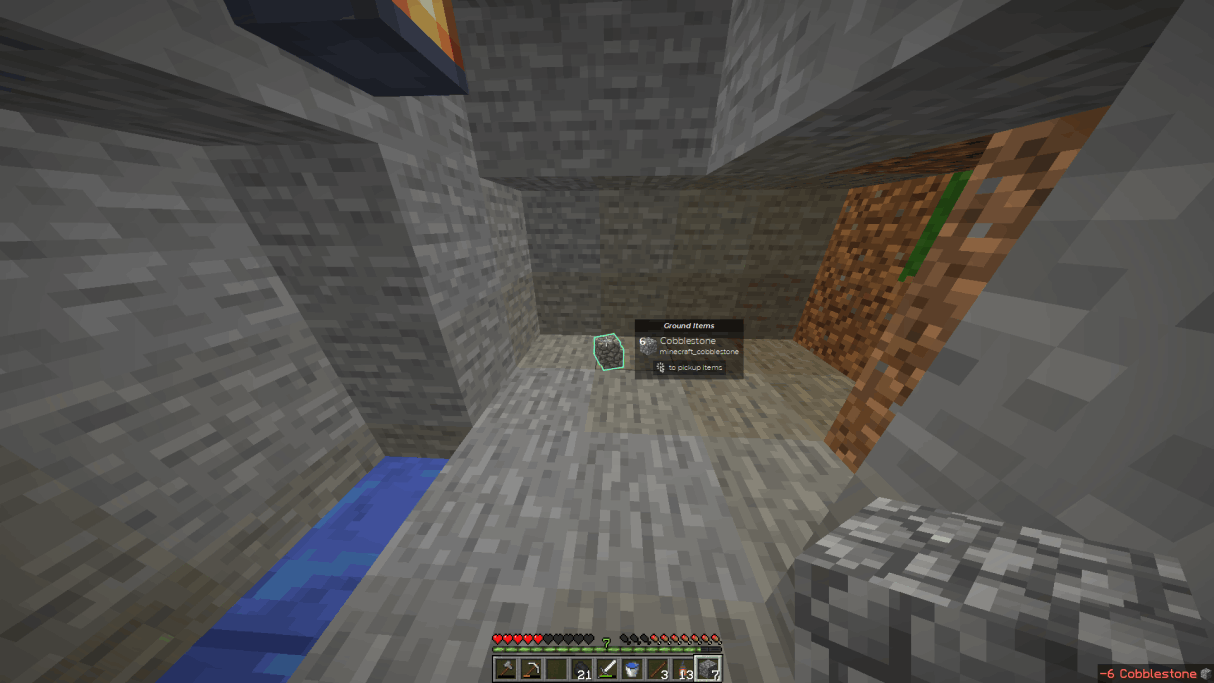 Ground Items
6
Cobblestone
minecraft_cobblestone
to pickup items
7
21
3
13
7
-6 Cobblestone